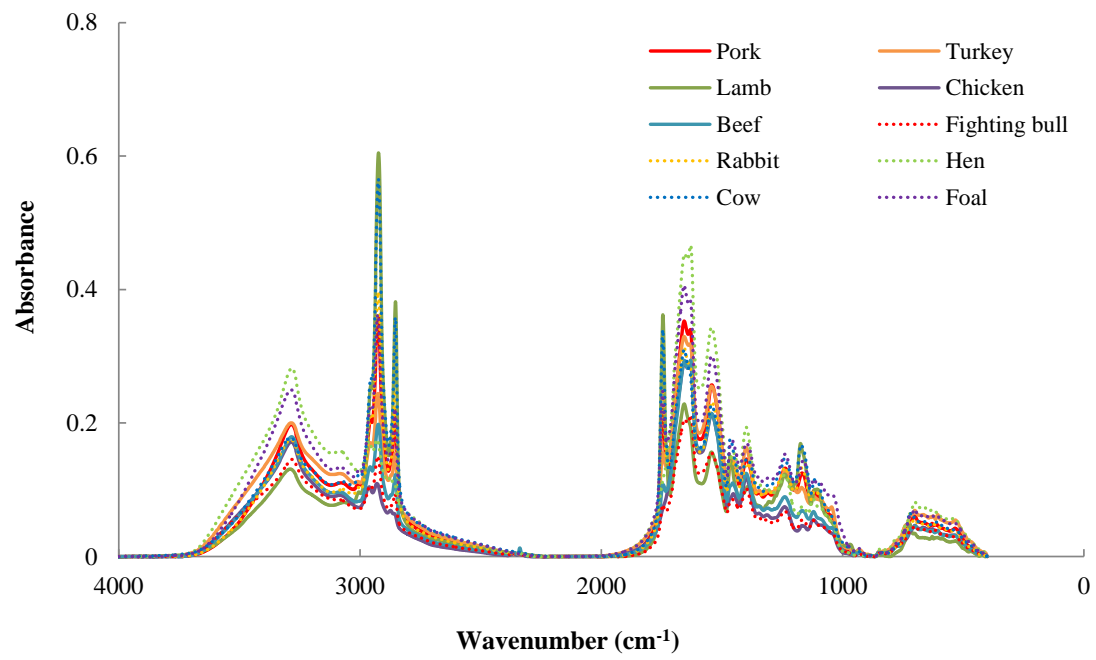 0.8
0.6
0.4
0.2
0
Absorbance
Pork Turkey
Lamb Chicken
Beef Fighting bull
Rabbit Hen
Cow Foal
4000 3000 2000 1000 0
Wavenumber (cm-1)